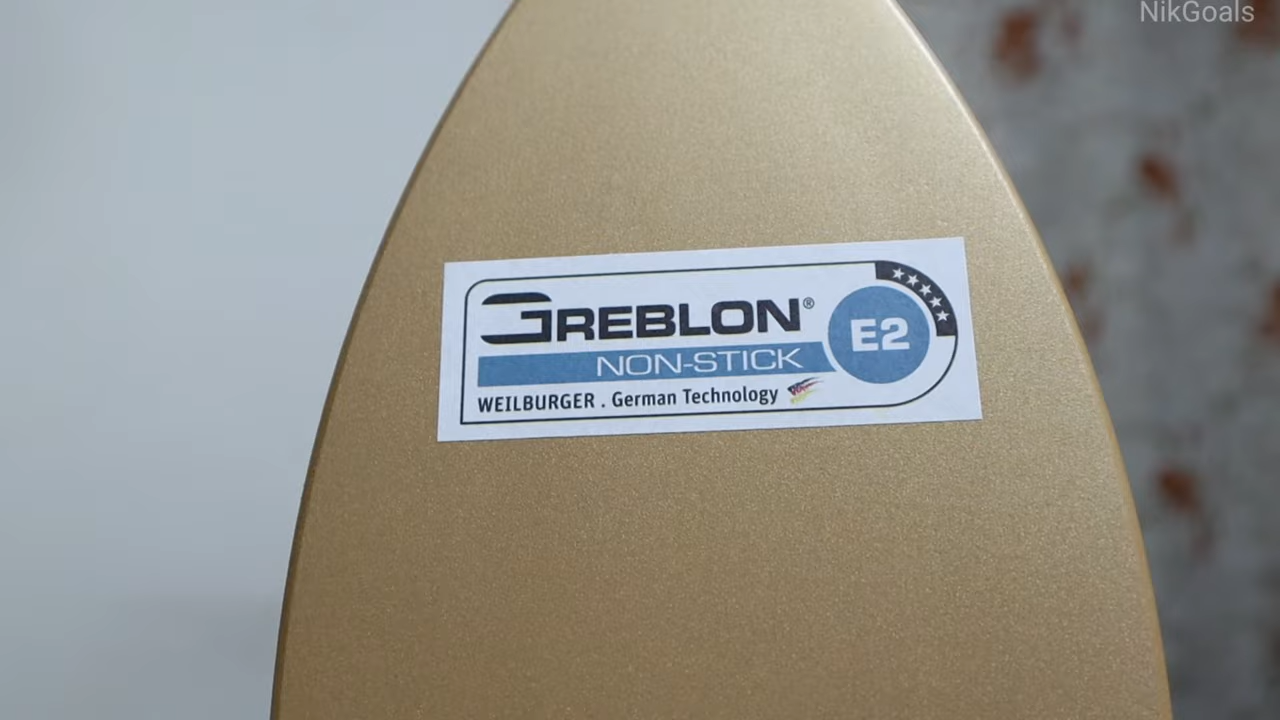 NikGoals
GREBLON®
NON-STICK
E2
WEILBURGER . German Technology